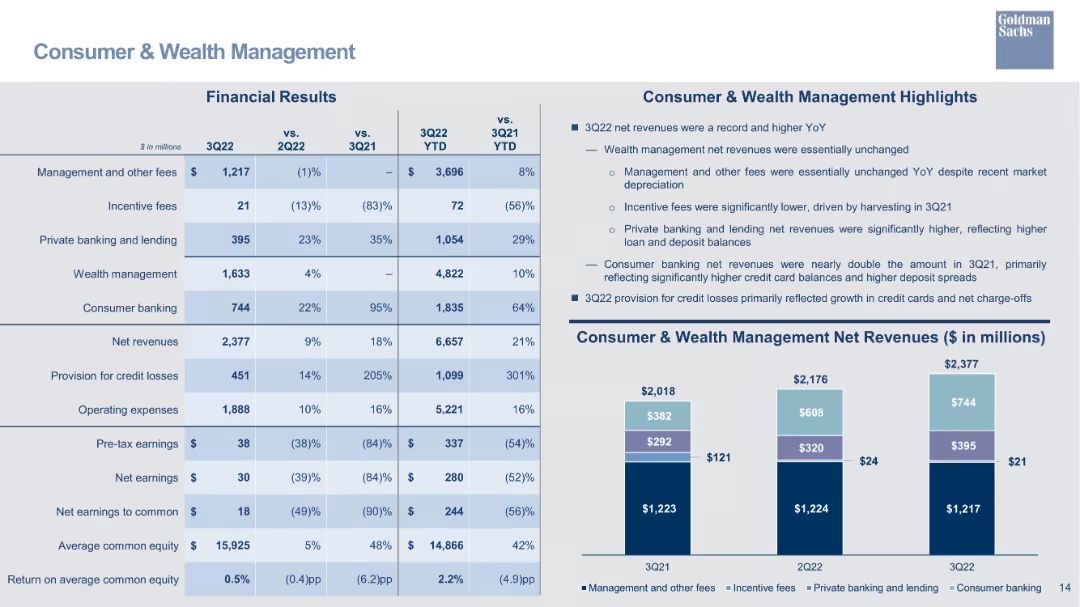 Goldman
Sachs
Consumer & Wealth Management
Financial Results
$ in millions 3Q22 vs. 2Q22 vs. 3Q21 3Q22 YTD vs. 3Q21 YTD
Management and other fees $ 1,217 (1)% – $ 3,696 8%
Incentive fees 21 (13)% (83)% 72 (56)%
Private banking and lending 395 23% 35% 1,054 29%
Wealth management 1,633 4% – 4,822 10%
Consumer banking 744 22% 95% 1,835 64%
Net revenues 2,377 9% 18% 6,657 21%
Provision for credit losses 451 14% 205% 1,099 301%
Operating expenses 1,888 10% 16% 5,221 16%
Pre-tax earnings $ 38 (38)% (84)% $ 337 (54)%
Net earnings $ 30 (39)% (84)% $ 280 (52)%
Net earnings to common $ 18 (49)% (90)% $ 244 (56)%
Average common equity $ 15,925 5% 48% $ 14,866 42%
Return on average common equity 0.5% (0.4)pp (6.2)pp 2.2% (4.9)pp
Consumer & Wealth Management Highlights
■ 3Q22 net revenues were a record and higher YoY
— Wealth management net revenues were essentially unchanged
o Management and other fees were essentially unchanged YoY despite recent market
depreciation
o Incentive fees were significantly lower, driven by harvesting in 3Q21
o Private banking and lending net revenues were significantly higher, reflecting higher
loan and deposit balances
— Consumer banking net revenues were nearly double the amount in 3Q21, primarily
reflecting significantly higher credit card balances and higher deposit spreads
■ 3Q22 provision for credit losses primarily reflected growth in credit cards and net charge-offs
Consumer & Wealth Management Net Revenues ($ in millions)
$2,018 $2,176 $2,377
$382 $608 $744
$292 $320 $395
$121 $24 $21
$1,223 $1,224 $1,217
3Q21 2Q22 3Q22
■ Management and other fees ■ Incentive fees ■ Private banking and lending ■ Consumer banking
14